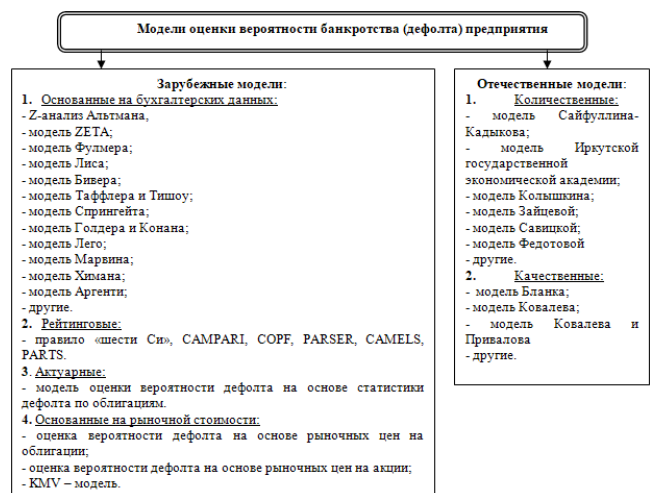 Модели оценки вероятности банкротства (дефолта) предприятия
Зарубежные модели:
1. Основанные на бухгалтерских данных:
- Z-анализ Альтмана,
- модель ZETA;
- модель Фулмера;
- модель Лиса;
- модель Бивера;
- модель Таффлера и Тишоу;
- модель Спрингейта;
- модель Голдера и Конана;
- модель Лего;
- модель Марвина;
- модель Химана;
- модель Аргенти;
- другие.
2. Рейтинговые:
- правило «шести Си», CAMPARI, COPF, PARSER, CAMELS,
PARTS.
3. Актуарные:
- модель оценки вероятности дефолта на основе статистики
дефолта по облигациям.
4. Основанные на рыночной стоимости:
- оценка вероятности дефолта на основе рыночных цен на
облигации;
- оценка вероятности дефолта на основе рыночных цен на акции;
- KMV – модель.
Отечественные модели:
1. Количественные:
- модель Сайфуллина-
Кадыкова;
- модель Иркутской
государственной
экономической академии;
- модель Колышкина;
- модель Зайцевой;
- модель Савицкой;
- модель Федотовой
- другие.
2. Качественные:
- модель Бланка;
- модель Ковалева;
- модель Ковалева и
Привалова
- другие.